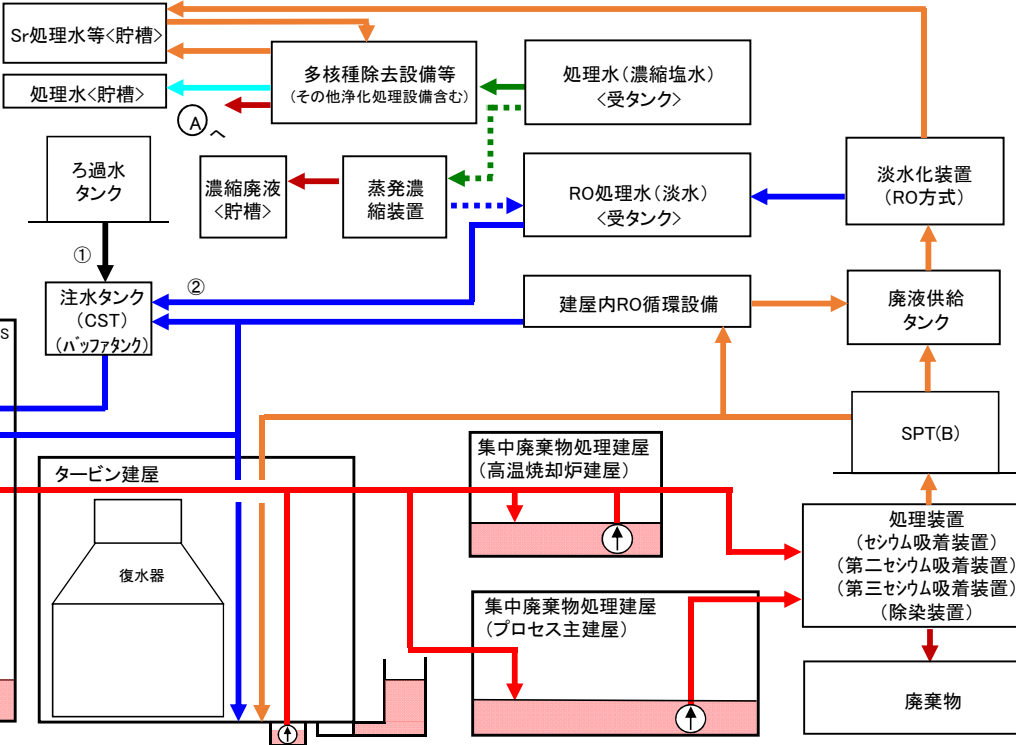 Sr処理水等<貯槽>
多核種除去設備等
(その他浄化処理設備含む)
処理水(濃縮塩水)
<受タンク>
処理水<貯槽>
Aへ
ろ過水
タンク
濃縮廃液
<貯槽>
蒸発濃
縮装置
RO処理水(淡水)
<受タンク>
淡水化装置
(RO方式)
①
②
注水タンク
(CST)
(バッファタンク)
建屋内RO循環設備
廃液供給
タンク
S
SPT(B)
タービン建屋
復水器
集中廃棄物処理建屋
(高温焼却炉建屋)
処理装置
(セシウム吸着装置)
(第二セシウム吸着装置)
(第三セシウム吸着装置)
(除染装置)
集中廃棄物処理建屋
(プロセス主建屋)
廃棄物